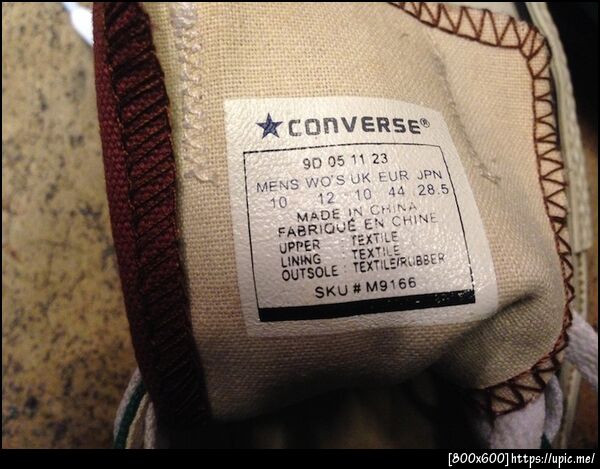 ★CONVERSE®
9D 05 11 23
MENS WO'S UK EUR JPN
10 12 10 44 28.5
MADE IN CHINA
FABRIQUÉ EN CHINE
UPPER : TEXTILE
LINING : TEXTILE
OUTSOLE : TEXTILE/RUBBER
SKU # M9166
[800x600]https://upic.me/